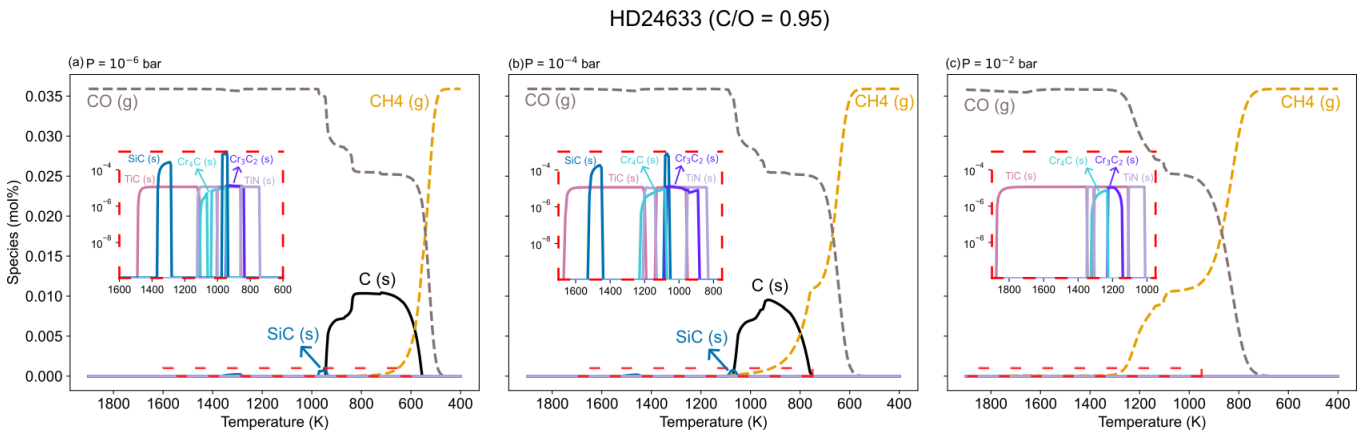 HD24633 (C/O = 0.95)
(a) P = 10⁻⁶ bar
(b) P = 10⁻⁴ bar
(c) P = 10⁻² bar
Species (mol%)
0.035
0.030
0.025
0.020
0.015
0.010
0.005
0.000
CO (g)
CH4 (g)
SiC (s)
Cr₄C (s)
Cr₃C₂ (s)
TiC (s)
TiN (s)
10⁻⁴
10⁻⁶
10⁻⁸
1600 1400 1200 1000 800 600
C (s)
SiC (s)
1800 1600 1400 1200 1000 800 600 400
Temperature (K)
CO (g)
CH4 (g)
SiC (s)
Cr₄C (s)
Cr₃C₂ (s)
TiC (s)
TiN (s)
10⁻⁴
10⁻⁶
10⁻⁸
1600 1400 1200 1000 800
C (s)
SiC (s)
1800 1600 1400 1200 1000 800 600 400
Temperature (K)
CO (g)
CH4 (g)
Cr₄C (s)
Cr₃C₂ (s)
TiC (s)
TiN (s)
10⁻⁴
10⁻⁶
10⁻⁸
1800 1600 1400 1200 1000
1800 1600 1400 1200 1000 800 600 400
Temperature (K)